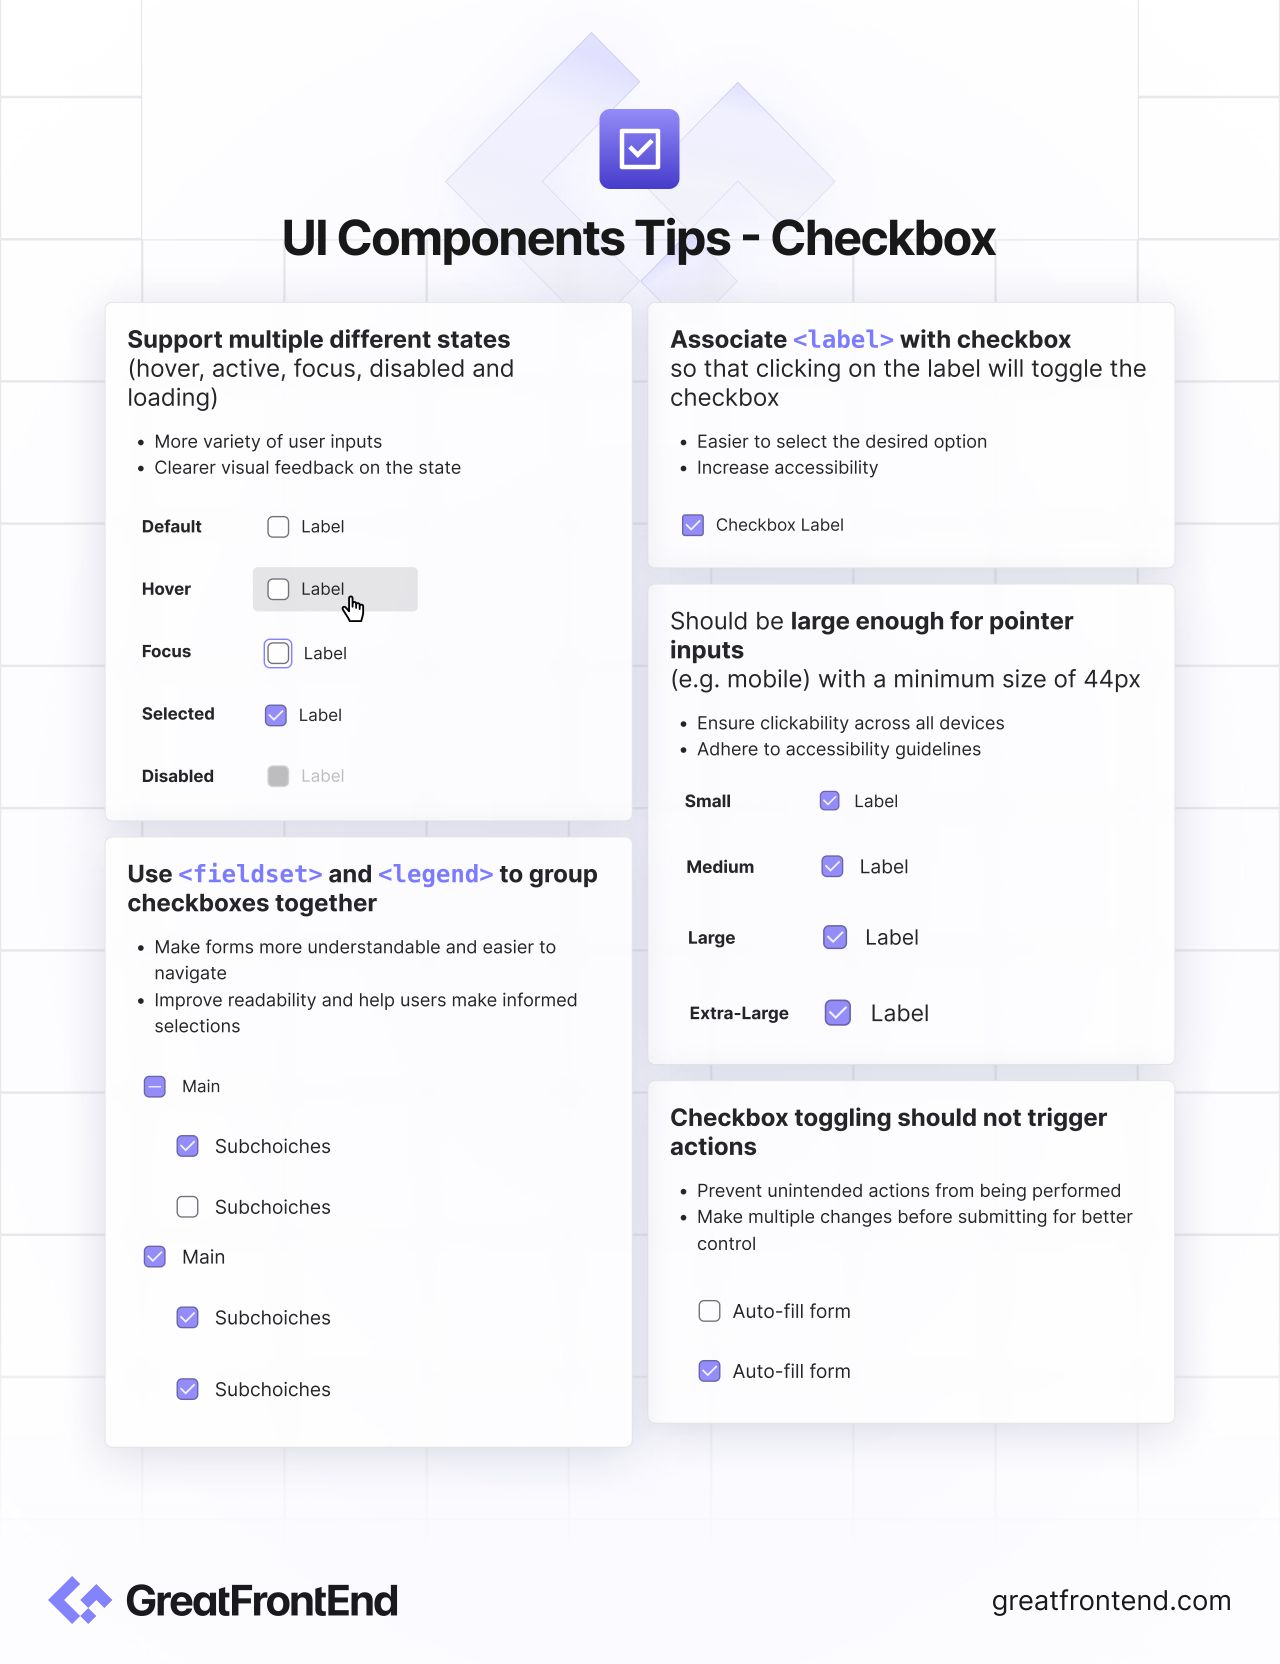 UI Components Tips - Checkbox
Support multiple different states
(hover, active, focus, disabled and
loading)
• More variety of user inputs
• Clearer visual feedback on the state
Default Label
Hover Label
Focus Label
Selected Label
Disabled Label
Use <fieldset> and <legend> to group
checkboxes together
• Make forms more understandable and easier to
navigate
• Improve readability and help users make informed
selections
Main
Subchoiches
Subchoiches
Main
Subchoiches
Subchoiches
Associate <label> with checkbox
so that clicking on the label will toggle the
checkbox
• Easier to select the desired option
• Increase accessibility
Checkbox Label
Should be large enough for pointer
inputs
(e.g. mobile) with a minimum size of 44px
• Ensure clickability across all devices
• Adhere to accessibility guidelines
Small Label
Medium Label
Large Label
Extra-Large Label
Checkbox toggling should not trigger
actions
• Prevent unintended actions from being performed
• Make multiple changes before submitting for better
control
Auto-fill form
Auto-fill form
GreatFrontEnd
greatfrontend.com